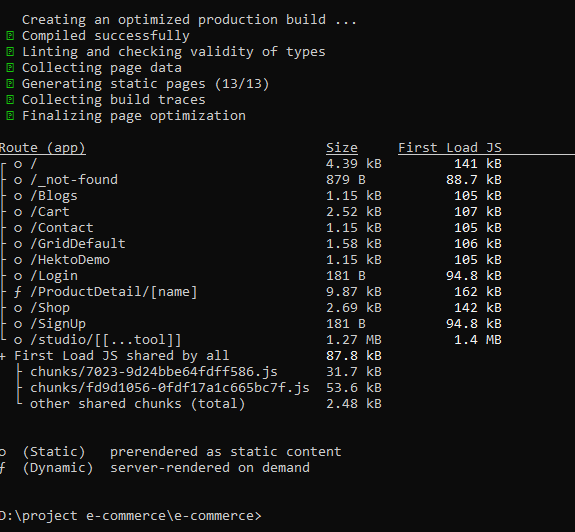 Creating an optimized production build ...
Compiled successfully
Linting and checking validity of types
Collecting page data
Generating static pages (13/13)
Collecting build traces
Finalizing page optimization
Route (app) Size First Load JS
┌ o / 4.39 kB 141 kB
├ o /_not-found 879 B 88.7 kB
├ o /Blogs 1.15 kB 105 kB
├ o /Cart 2.52 kB 107 kB
├ o /Contact 1.15 kB 105 kB
├ o /GridDefault 1.58 kB 106 kB
├ o /HektoDemo 1.15 kB 105 kB
├ o /Login 181 B 94.8 kB
├ ƒ /ProductDetail/[name] 9.87 kB 162 kB
├ o /Shop 2.69 kB 142 kB
├ o /SignUp 181 B 94.8 kB
└ o /studio/[[...tool]] 1.27 MB 1.4 MB
+ First Load JS shared by all 87.8 kB
├ chunks/7023-9d24bbe64fdff586.js 31.7 kB
├ chunks/fd9d1056-0fdf17a1c665bc7f.js 53.6 kB
└ other shared chunks (total) 2.48 kB
o (Static) prerendered as static content
ƒ (Dynamic) server-rendered on demand
D:\project e-commerce\e-commerce>